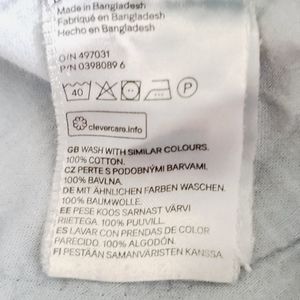 Made in Bangladesh
Fabriqué en Bangladesh
Hecho en Bangladesh
O/N 497031
P/N 0398089 6
40
P
clevercare.info
GB WASH WITH SIMILAR COLOURS.
100% COTTON.
CZ PERTE S PODOBNÝMI BARVAMI.
100% BAVLNA.
DE MIT ÄHNLICHEN FARBEN WASCHEN.
100% BAUMWOLLE.
EE PESE KOOS SARNAST VÄRVI
RIIETEGA. 100% PUUVILL.
ES LAVAR CON PRENDAS DE COLOR
PARECIDO. 100% ALGODÓN.
FI PESTÄÄN SAMANVÄRISTEN KANSSA.